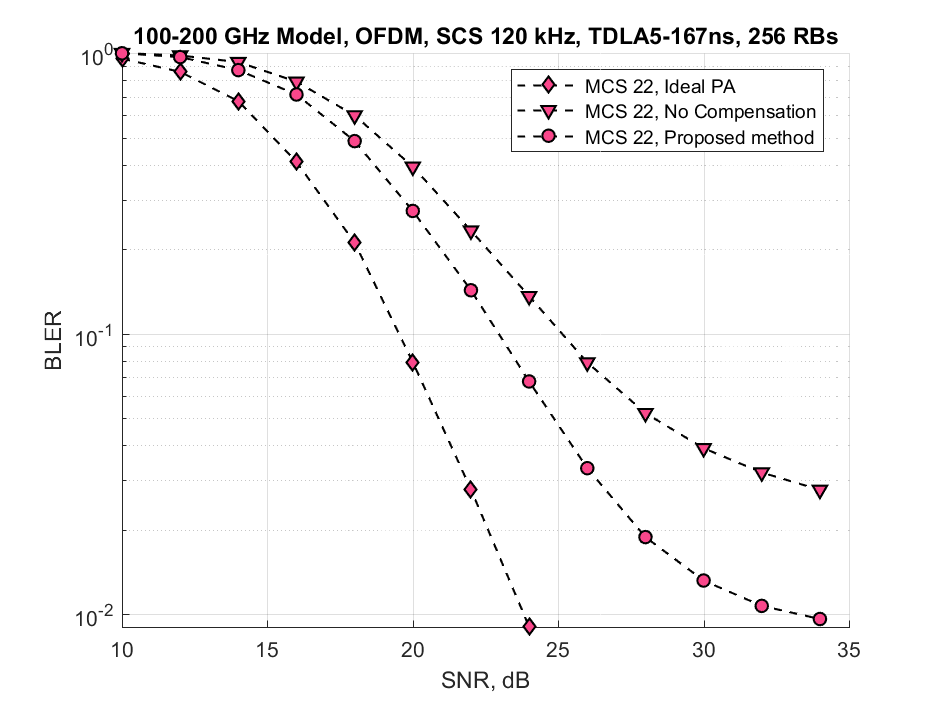 100-200 GHz Model, OFDM, SCS 120 kHz, TDLA5-167ns, 256 RBs
MCS 22, Ideal PA
MCS 22, No Compensation
MCS 22, Proposed method
BLER
10^0
10^-1
10^-2
10 15 20 25 30 35
SNR, dB